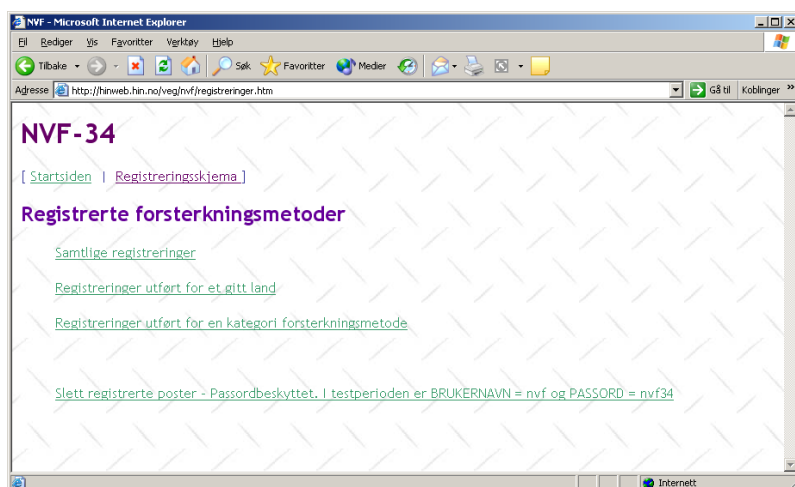 NVF - Microsoft Internet Explorer
Fil Rediger Vis Favoritter Verktøy Hjelp
Tilbake Søk Favoritter Medier
Adresse http://hinweb.hin.no/veg/nvf/registreringer.htm Gå til Koblinger »
NVF-34
[ Startsiden | Registreringsskjema ]
Registrerte forsterkningsmetoder
Samtlige registreringer
Registreringer utført for et gitt land
Registreringer utført for en kategori forsterkningsmetode
Slett registrerte poster - Passordbeskyttet. I testperioden er BRUKERNAVN = nvf og PASSORD = nvf34
Internett